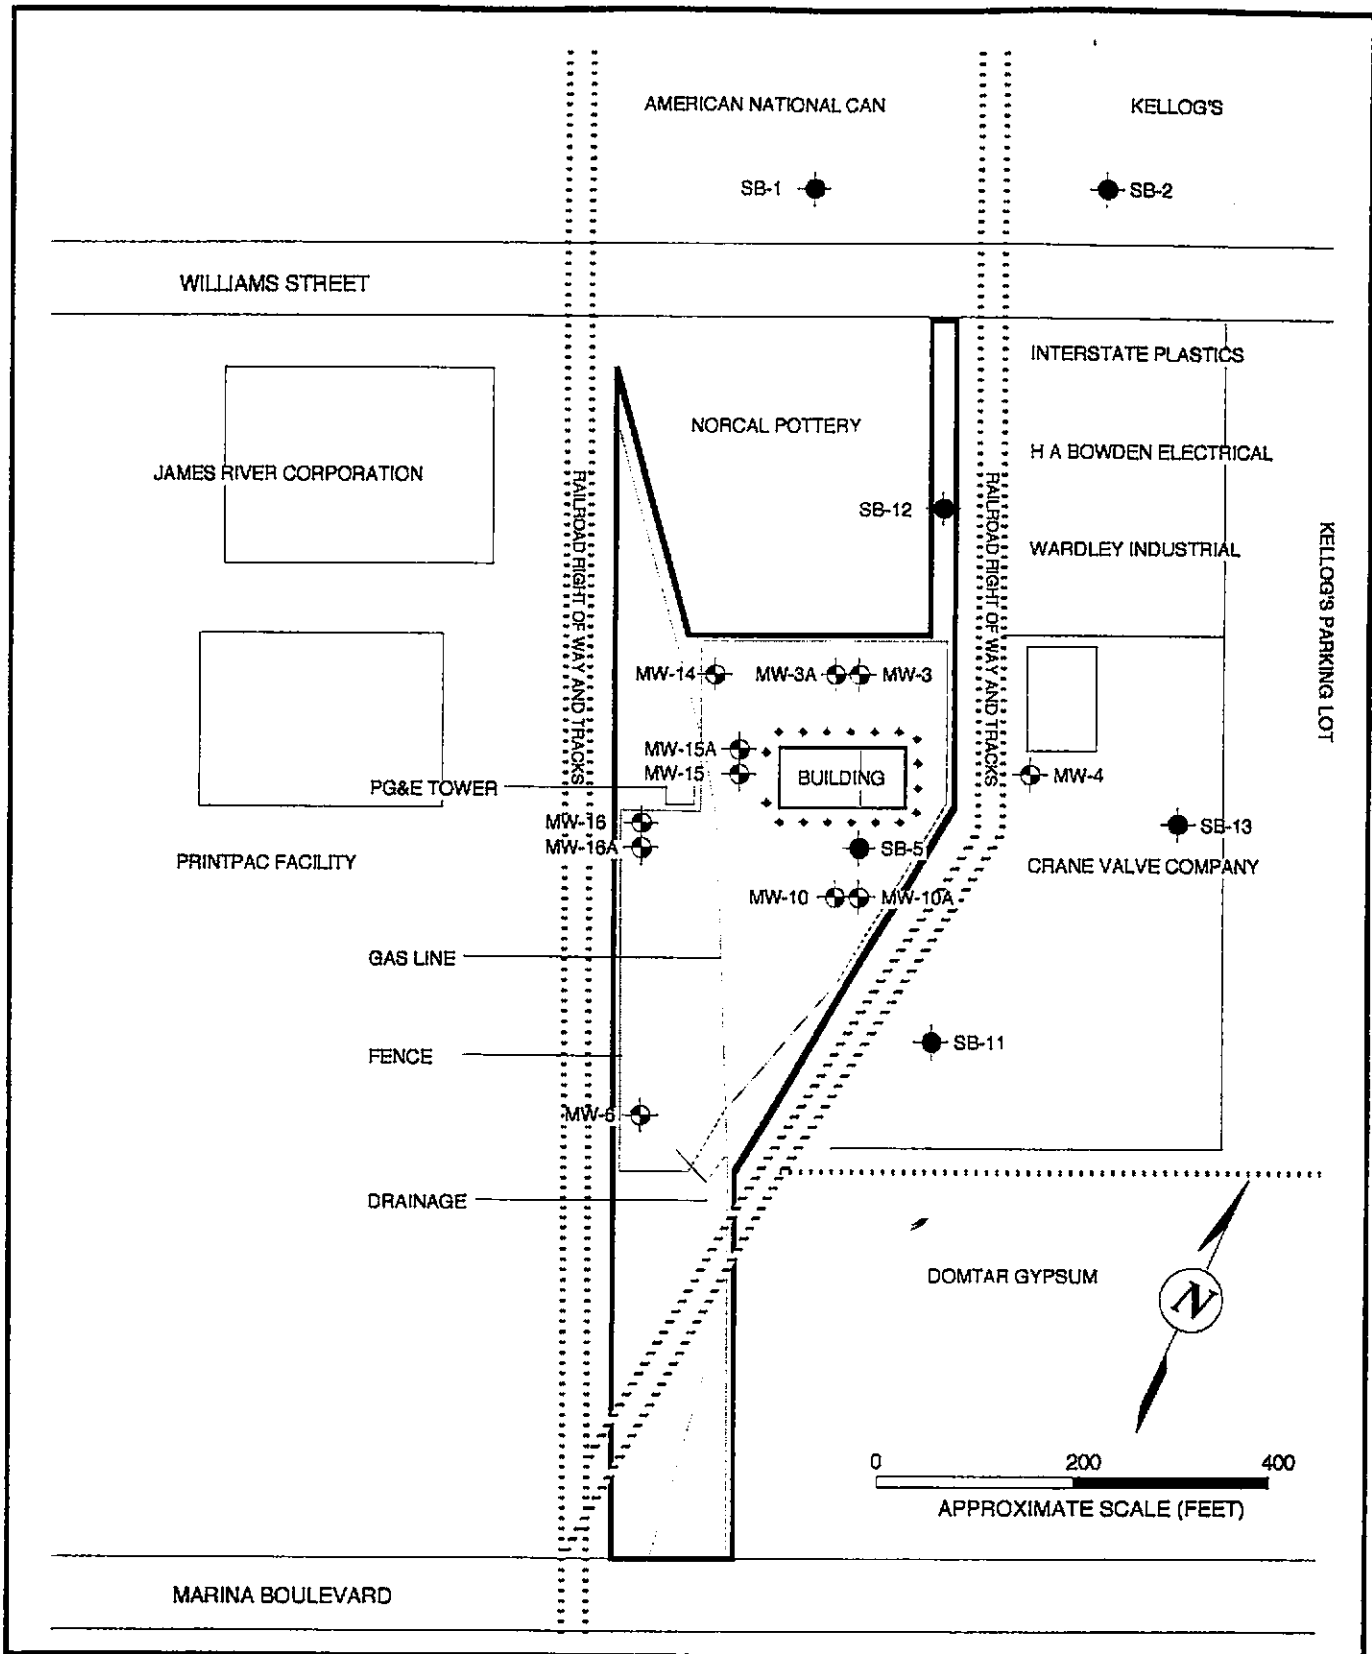 AMERICAN NATIONAL CAN
KELLOG'S
SB-1
SB-2
WILLIAMS STREET
INTERSTATE PLASTICS
NORCAL POTTERY
H A BOWDEN ELECTRICAL
JAMES RIVER CORPORATION
RAILROAD RIGHT OF WAY AND TRACKS
SB-12
RAILROAD RIGHT OF WAY AND TRACKS
WARDLEY INDUSTRIAL
KELLOG'S PARKING LOT
MW-14
MW-3A
MW-3
MW-15A
MW-15
BUILDING
MW-4
PG&E TOWER
MW-16
SB-13
MW-16A
SB-5
PRINTPAC FACILITY
CRANE VALVE COMPANY
MW-10
MW-10A
GAS LINE
SB-11
FENCE
MW-6
DRAINAGE
DOMTAR GYPSUM
N
0 200 400
APPROXIMATE SCALE (FEET)
MARINA BOULEVARD